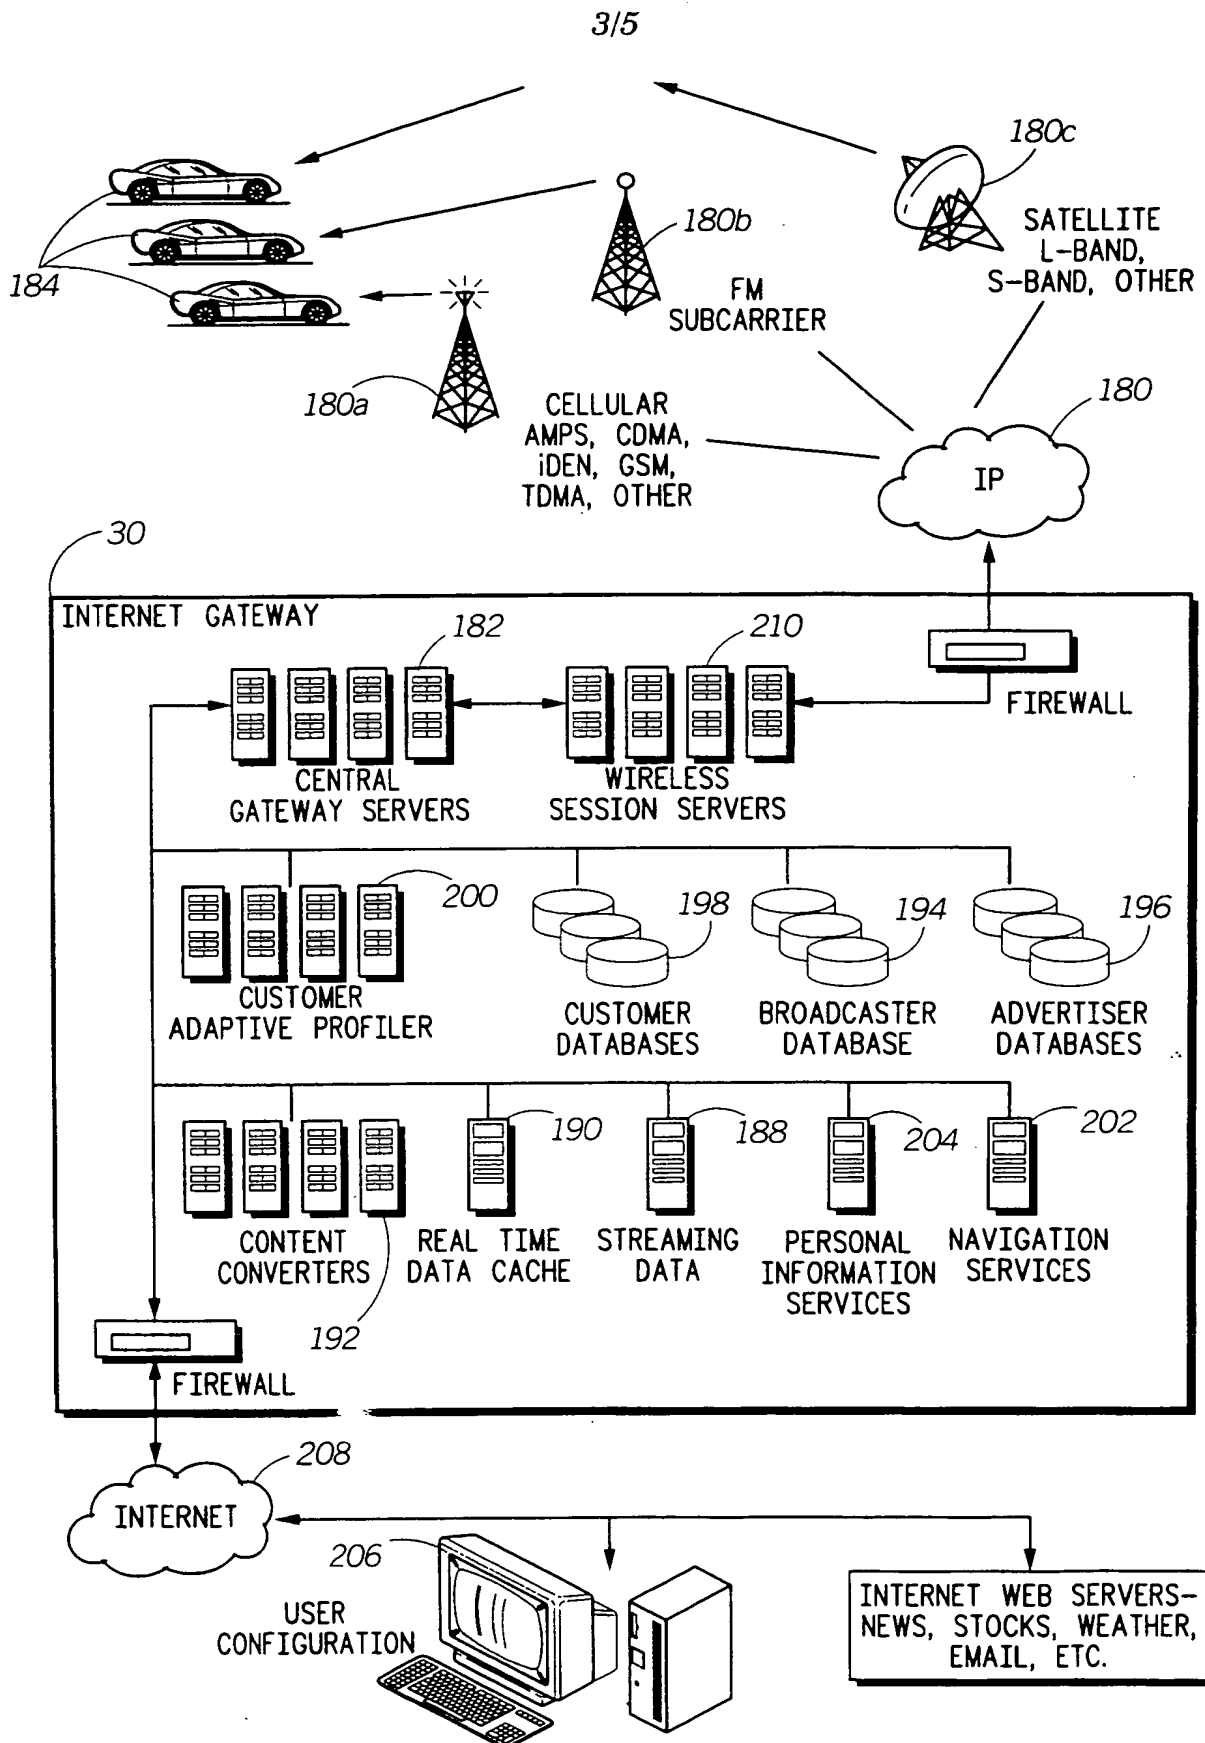 3/5
180c
SATELLITE
L-BAND,
S-BAND, OTHER
180b
FM
SUBCARRIER
184
180a
CELLULAR
AMPS, CDMA,
iDEN, GSM,
TDMA, OTHER
180
IP
30
INTERNET GATEWAY
182
210
FIREWALL
CENTRAL
GATEWAY SERVERS
WIRELESS
SESSION SERVERS
200
198
194
196
CUSTOMER
ADAPTIVE PROFILER
CUSTOMER
DATABASES
BROADCASTER
DATABASE
ADVERTISER
DATABASES
190
188
204
202
CONTENT
CONVERTERS
REAL TIME
DATA CACHE
STREAMING
DATA
PERSONAL
INFORMATION
SERVICES
NAVIGATION
SERVICES
192
FIREWALL
208
INTERNET
206
USER
CONFIGURATION
INTERNET WEB SERVERS-
NEWS, STOCKS, WEATHER,
EMAIL, ETC.